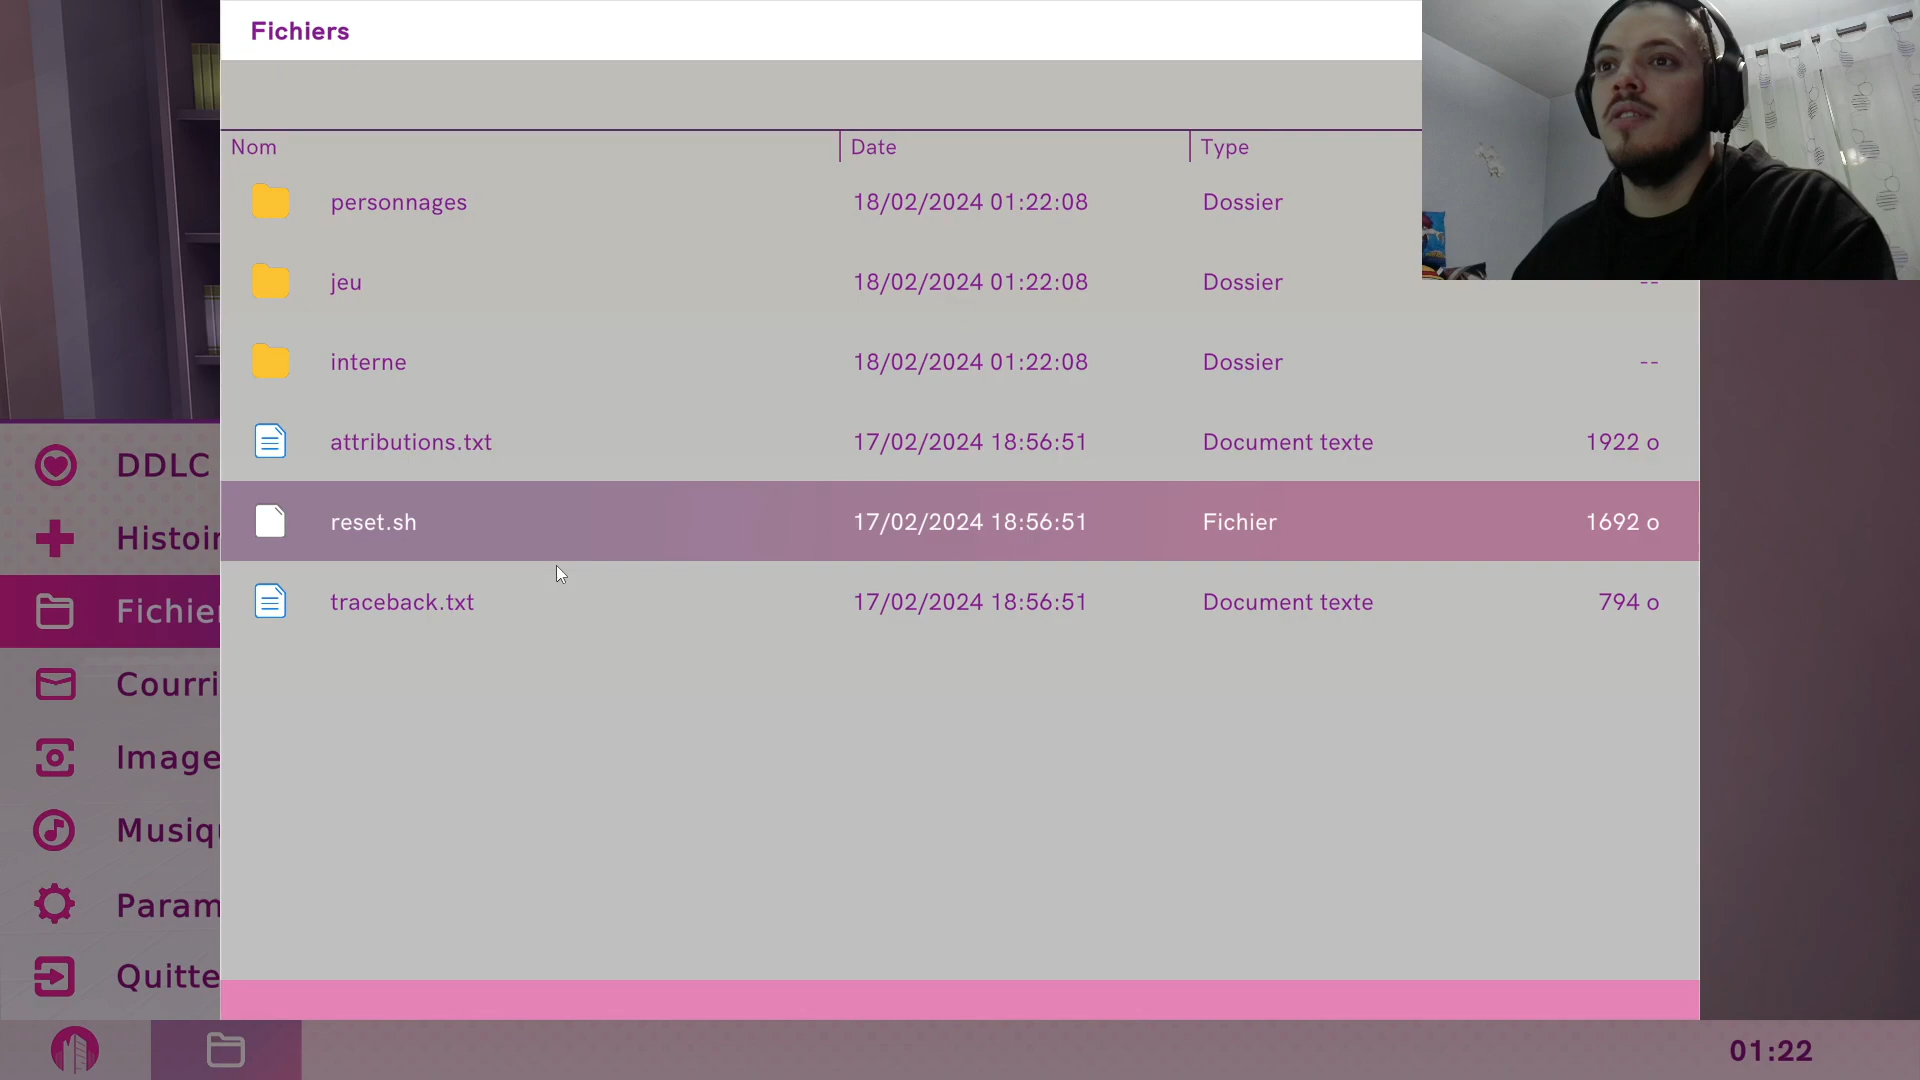 Fichiers
Nom Date Type
personnages 18/02/2024 01:22:08 Dossier
jeu 18/02/2024 01:22:08 Dossier --
interne 18/02/2024 01:22:08 Dossier --
attributions.txt 17/02/2024 18:56:51 Document texte 1922 o
reset.sh 17/02/2024 18:56:51 Fichier 1692 o
traceback.txt 17/02/2024 18:56:51 Document texte 794 o
DDLC
Histoir
Fichier
Courri
Image
Musiqu
Param
Quitte
01:22